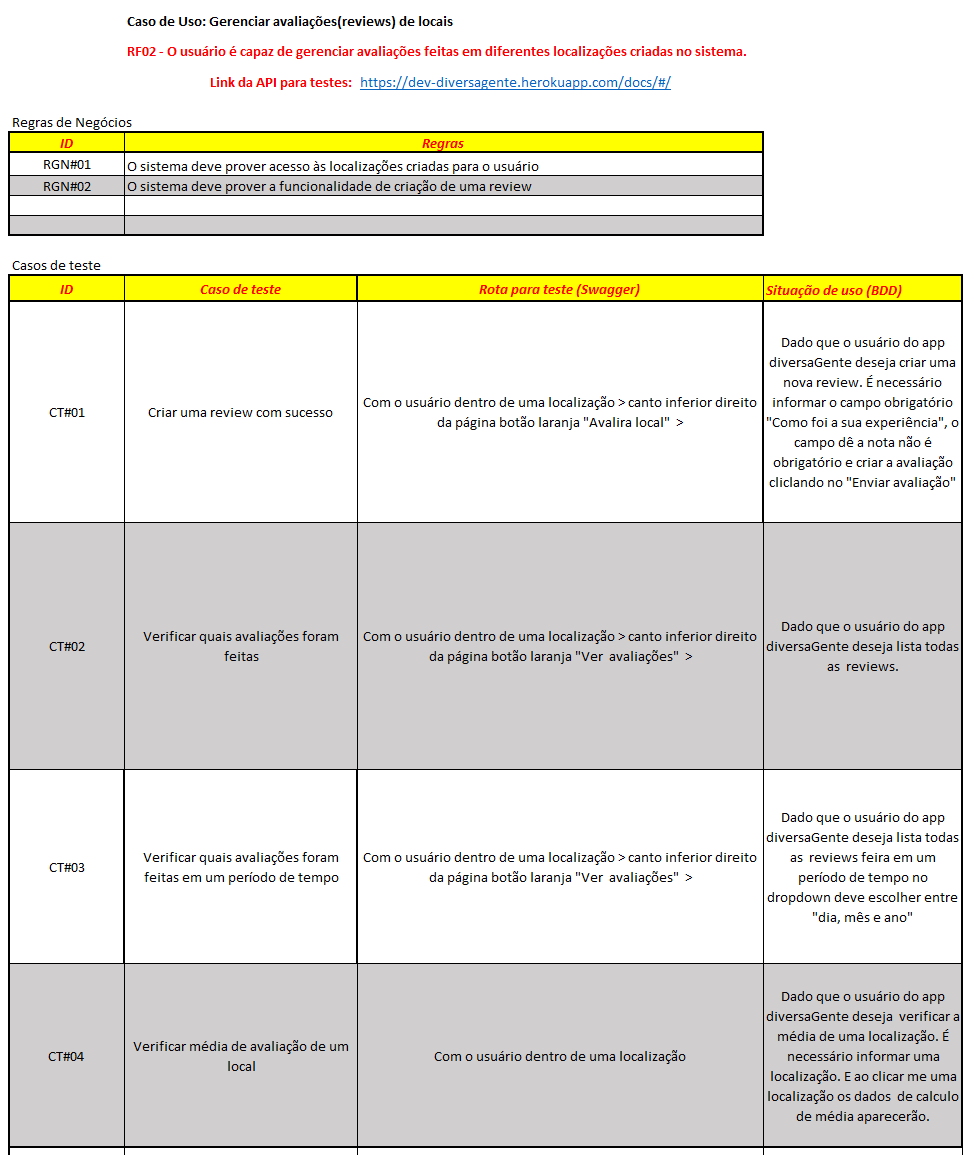 Caso de Uso: Gerenciar avaliações(reviews) de locais
RF02 - O usuário é capaz de gerenciar avaliações feitas em diferentes localizações criadas no sistema.
Link da API para testes: https://dev-diversagente.herokuapp.com/docs/#/
Regras de Negócios
ID Regras
RGN#01 O sistema deve prover acesso às localizações criadas para o usuário
RGN#02 O sistema deve prover a funcionalidade de criação de uma review
Casos de teste
ID Caso de teste Rota para teste (Swagger) Situação de uso (BDD)
CT#01
Criar uma review com sucesso
Com o usuário dentro de uma localização > canto inferior direito
da página botão laranja "Avalira local" >
Dado que o usuário do app
diversaGente deseja criar uma
nova review. É necessário
informar o campo obrigatório
"Como foi a sua experiência", o
campo dê a nota não é
obrigatório e criar a avaliação
cliclando no "Enviar avaliação"
CT#02
Verificar quais avaliações foram
feitas
Com o usuário dentro de uma localização > canto inferior direito
da página botão laranja "Ver avaliações" >
Dado que o usuário do app
diversaGente deseja lista todas
as reviews.
CT#03
Verificar quais avaliações foram
feitas em um período de tempo
Com o usuário dentro de uma localização > canto inferior direito
da página botão laranja "Ver avaliações" >
Dado que o usuário do app
diversaGente deseja lista todas
as reviews feira em um
período de tempo no
dropdown deve escolher entre
"dia, mês e ano"
CT#04
Verificar média de avaliação de um
local
Com o usuário dentro de uma localização
Dado que o usuário do app
diversaGente deseja verificar a
média de uma localização. É
necessário informar uma
localização. E ao clicar me uma
localização os dados de calculo
de média aparecerão.